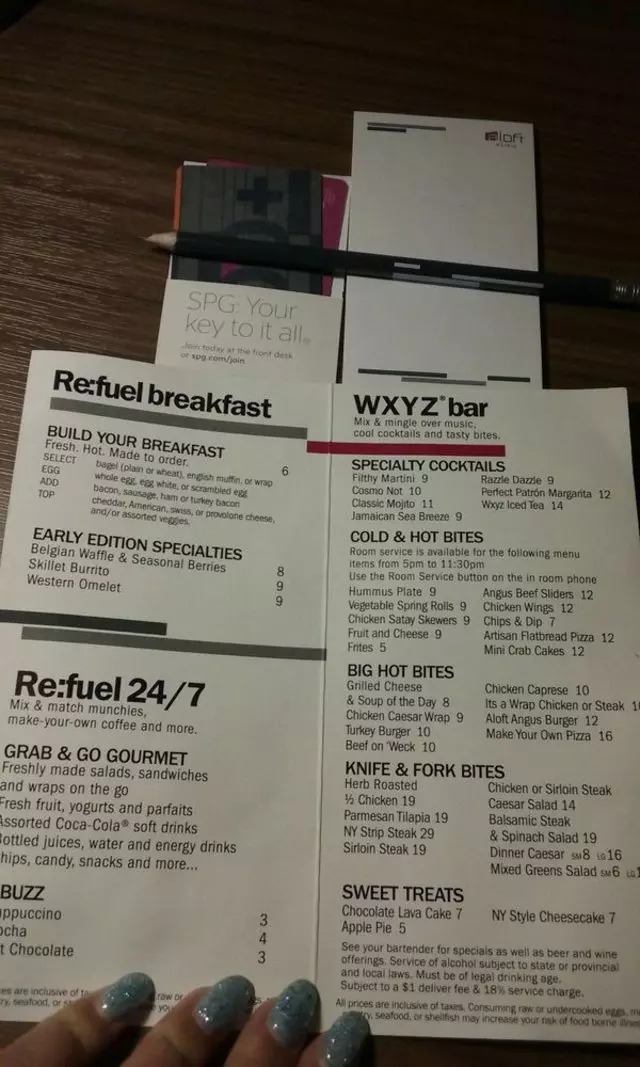 aloft
SPG: Your
key to it all.
Join today at the front desk
or spg.com/join
Re:fuel breakfast
BUILD YOUR BREAKFAST 6
Fresh. Hot. Made to order.
SELECT bagel (plain or wheat), english muffin, or wrap
EGG whole egg, egg white, or scrambled egg
ADD bacon, sausage, ham or turkey bacon
TOP cheddar, American, swiss, or provolone cheese,
and/or assorted veggies.
EARLY EDITION SPECIALTIES
Belgian Waffle & Seasonal Berries 8
Skillet Burrito 9
Western Omelet 9
Re:fuel 24/7
Mix & match munchies,
make-your-own coffee and more.
GRAB & GO GOURMET
Freshly made salads, sandwiches
and wraps on the go
Fresh fruit, yogurts and parfaits
Assorted Coca-Cola® soft drinks
Bottled juices, water and energy drinks
hips, candy, snacks and more...
BUZZ
appuccino 3
ocha 4
t Chocolate 3
es are inclusive of raw or
ry, seafood, or
WXYZ® bar
Mix & mingle over music,
cool cocktails and tasty bites.
SPECIALTY COCKTAILS
Filthy Martini 9
Cosmo Not 10
Classic Mojito 11
Jamaican Sea Breeze 9
Razzle Dazzle 9
Perfect Patrón Margarita 12
Wxyz Iced Tea 14
COLD & HOT BITES
Room service is available for the following menu
items from 5pm to 11:30pm
Use the Room Service button on the in room phone
Hummus Plate 9
Vegetable Spring Rolls 9
Chicken Satay Skewers 9
Fruit and Cheese 9
Frites 5
Angus Beef Sliders 12
Chicken Wings 12
Chips & Dip 7
Artisan Flatbread Pizza 12
Mini Crab Cakes 12
BIG HOT BITES
Grilled Cheese
& Soup of the Day 8
Chicken Caesar Wrap 9
Turkey Burger 10
Beef on 'Weck 10
Chicken Caprese 10
Its a Wrap Chicken or Steak
Aloft Angus Burger 12
Make Your Own Pizza 16
KNIFE & FORK BITES
Herb Roasted
½ Chicken 19
Parmesan Tilapia 19
NY Strip Steak 29
Sirloin Steak 19
Chicken or Sirloin Steak
Caesar Salad 14
Balsamic Steak
& Spinach Salad 19
Dinner Caesar SM 8 LG 16
Mixed Greens Salad SM 6 LG
SWEET TREATS
Chocolate Lava Cake 7
Apple Pie 5
NY Style Cheesecake 7
See your bartender for specials as well as beer and wine
offerings. Service of alcohol subject to state or provincial
and local laws. Must be of legal drinking age.
Subject to a $1 deliver fee & 18% service charge.
All prices are inclusive of taxes. Consuming raw or undercooked eggs,
ry, seafood, or shellfish may increase your risk of food borne